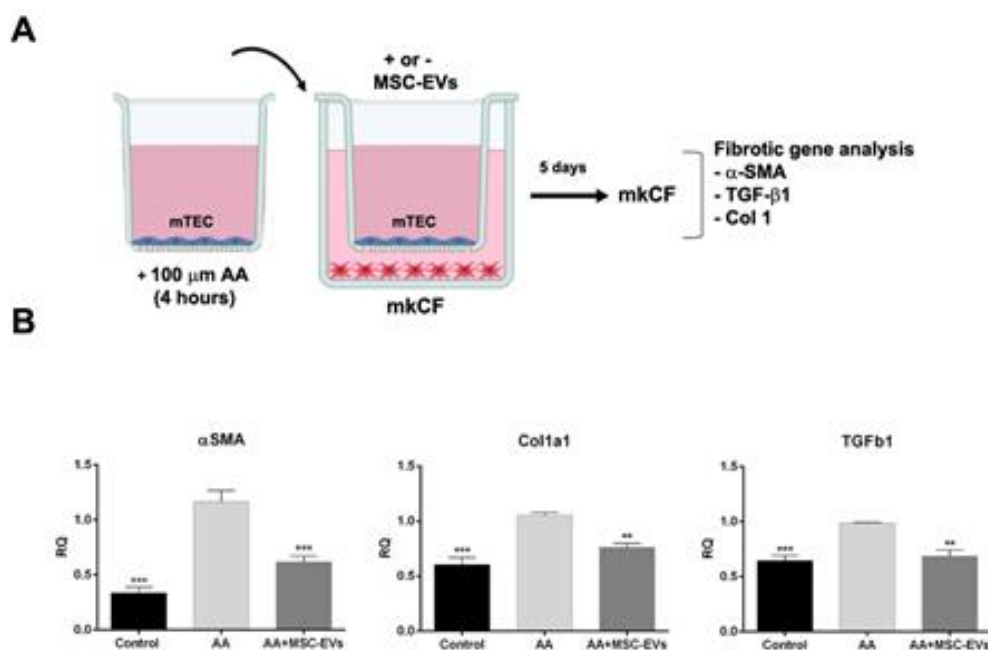 A
+ or -
MSC-EVs
mTEC
+ 100 μm AA
(4 hours)
mTEC
mkCF
5 days
mkCF
Fibrotic gene analysis
- α-SMA
- TGF-β1
- Col 1
B
αSMA
RQ
1.5
1.0
0.5
0.0
***
***
Control AA AA+MSC-EVs
Col1a1
RQ
1.5
1.0
0.5
0.0
***
**
Control AA AA+MSC-EVs
TGFb1
RQ
1.5
1.0
0.5
0.0
***
**
Control AA AA+MSC-EVs